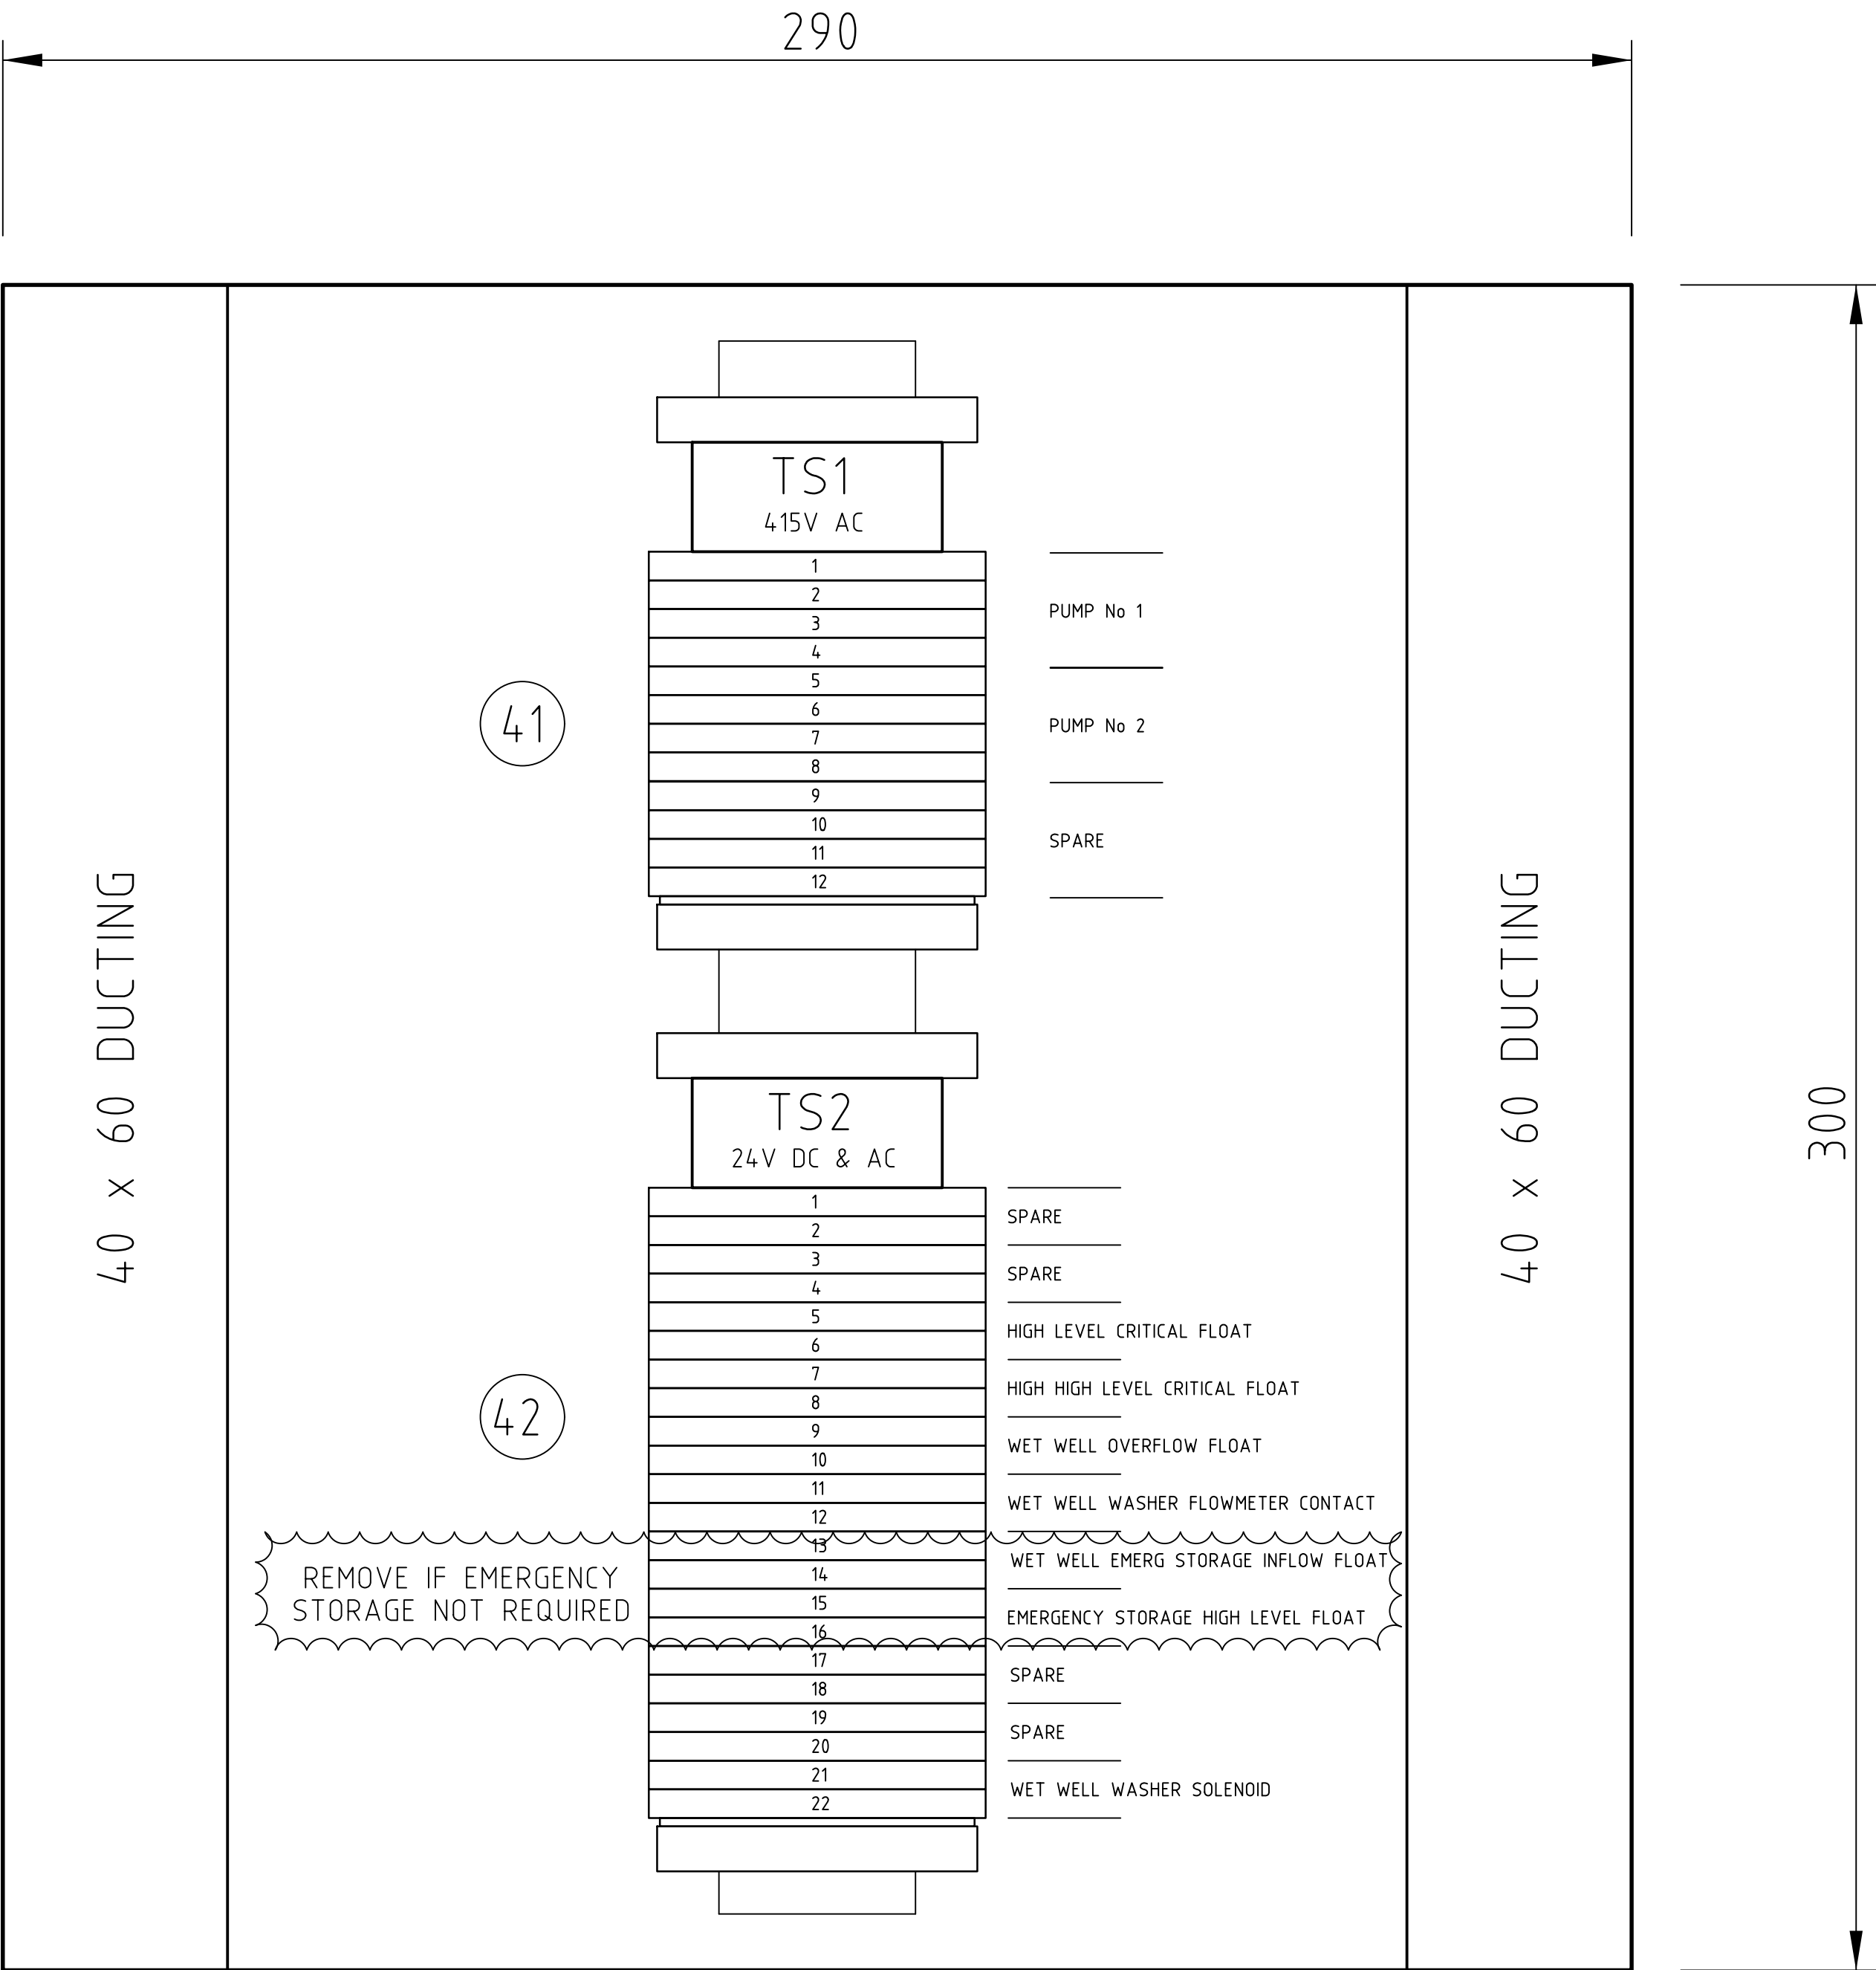 290
TS1
415V AC
1
2
3
4
5
6
7
8
9
10
11
12
PUMP No 1
PUMP No 2
SPARE
41
40 x 60 DUCTING
40 x 60 DUCTING
300
TS2
24V DC & AC
1
2
3
4
5
6
7
8
9
10
11
12
13
14
15
16
17
18
19
20
21
22
SPARE
SPARE
HIGH LEVEL CRITICAL FLOAT
HIGH HIGH LEVEL CRITICAL FLOAT
WET WELL OVERFLOW FLOAT
WET WELL WASHER FLOWMETER CONTACT
WET WELL EMERG STORAGE INFLOW FLOAT
EMERGENCY STORAGE HIGH LEVEL FLOAT
SPARE
SPARE
WET WELL WASHER SOLENOID
42
REMOVE IF EMERGENCY
STORAGE NOT REQUIRED